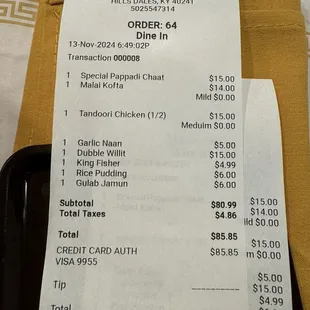 HILLS DALES, KY 40241
5025547314
ORDER: 64
Dine In
13-Nov-2024 6:49:02P
Transaction 000008
1 Special Pappadi Chaat $15.00
1 Malai Kofta $14.00
Mild $0.00
1 Tandoori Chicken (1/2) $15.00
Meduim $0.00
1 Garlic Naan $5.00
1 Dubble Willit $15.00
1 King Fisher $4.99
1 Rice Pudding $6.00
1 Gulab Jamun $6.00
Subtotal $80.99
Total Taxes $4.86
Total $85.85
CREDIT CARD AUTH $85.85
VISA 9955
Tip
Total
$15.00
$14.00
d $0.00
$15.00
m $0.00
$5.00
$15.00
$4.99